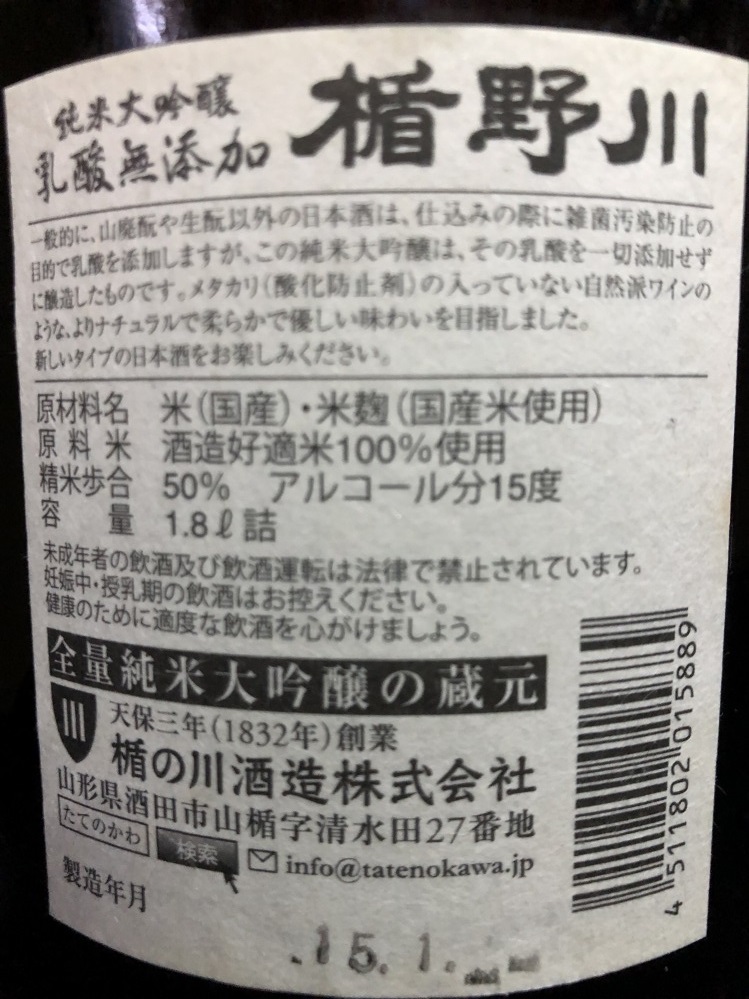 純米大吟醸
乳酸無添加
楯野川
一般的に、山廃酛や生酛以外の日本酒は、仕込みの際に雑菌汚染防止の
目的で乳酸を添加しますが、この純米大吟醸は、その乳酸を一切添加せず
に醸造したものです。メタカリ（酸化防止剤）の入っていない自然派ワインの
ような、よりナチュラルで柔らかで優しい味わいを目指しました。
新しいタイプの日本酒をお楽しみください。
原材料名 米（国産）・米麹（国産米使用）
原料米 酒造好適米100％使用
精米歩合 50％ アルコール分15度
容量 1.8ℓ詰
未成年者の飲酒及び飲酒運転は法律で禁止されています。
妊娠中・授乳期の飲酒はお控えください。
健康のために適度な飲酒を心がけましょう。
全量純米大吟醸の蔵元
天保三年（1832年）創業
楯の川酒造株式会社
山形県酒田市山楯字清水田27番地
たてのかわ 検索 info@tatenokawa.jp
製造年月
15.1.
4 511802 015889